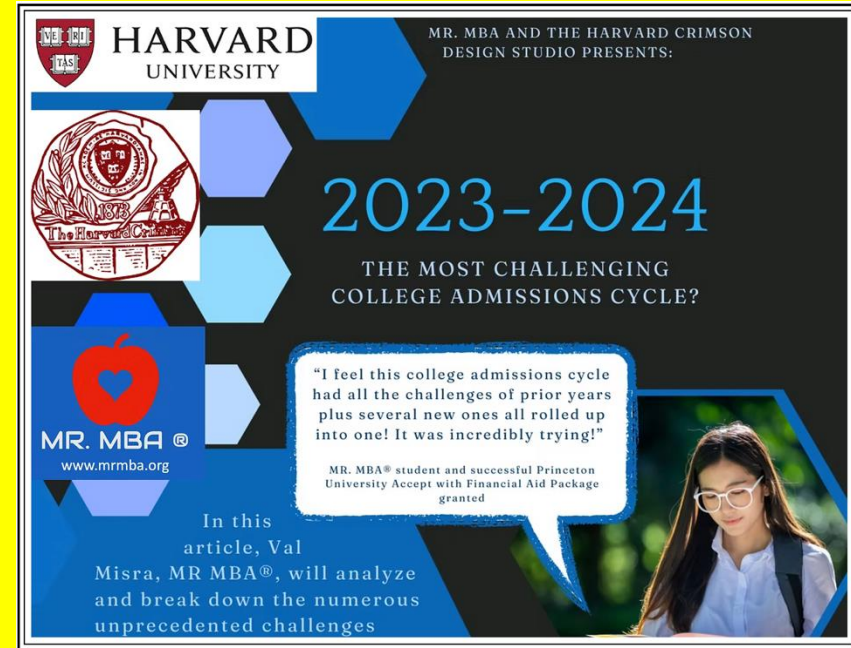 VE RI
TAS
HARVARD
UNIVERSITY
MR. MBA AND THE HARVARD CRIMSON
DESIGN STUDIO PRESENTS:
1873
The Harvard Crimson
2023-2024
THE MOST CHALLENGING
COLLEGE ADMISSIONS CYCLE?
MR. MBA ®
www.mrmba.org
“I feel this college admissions cycle
had all the challenges of prior years
plus several new ones all rolled up
into one! It was incredibly trying!”
MR. MBA® student and successful Princeton
University Accept with Financial Aid Package
granted
In this
article, Val
Misra, MR MBA®, will analyze
and break down the numerous
unprecedented challenges